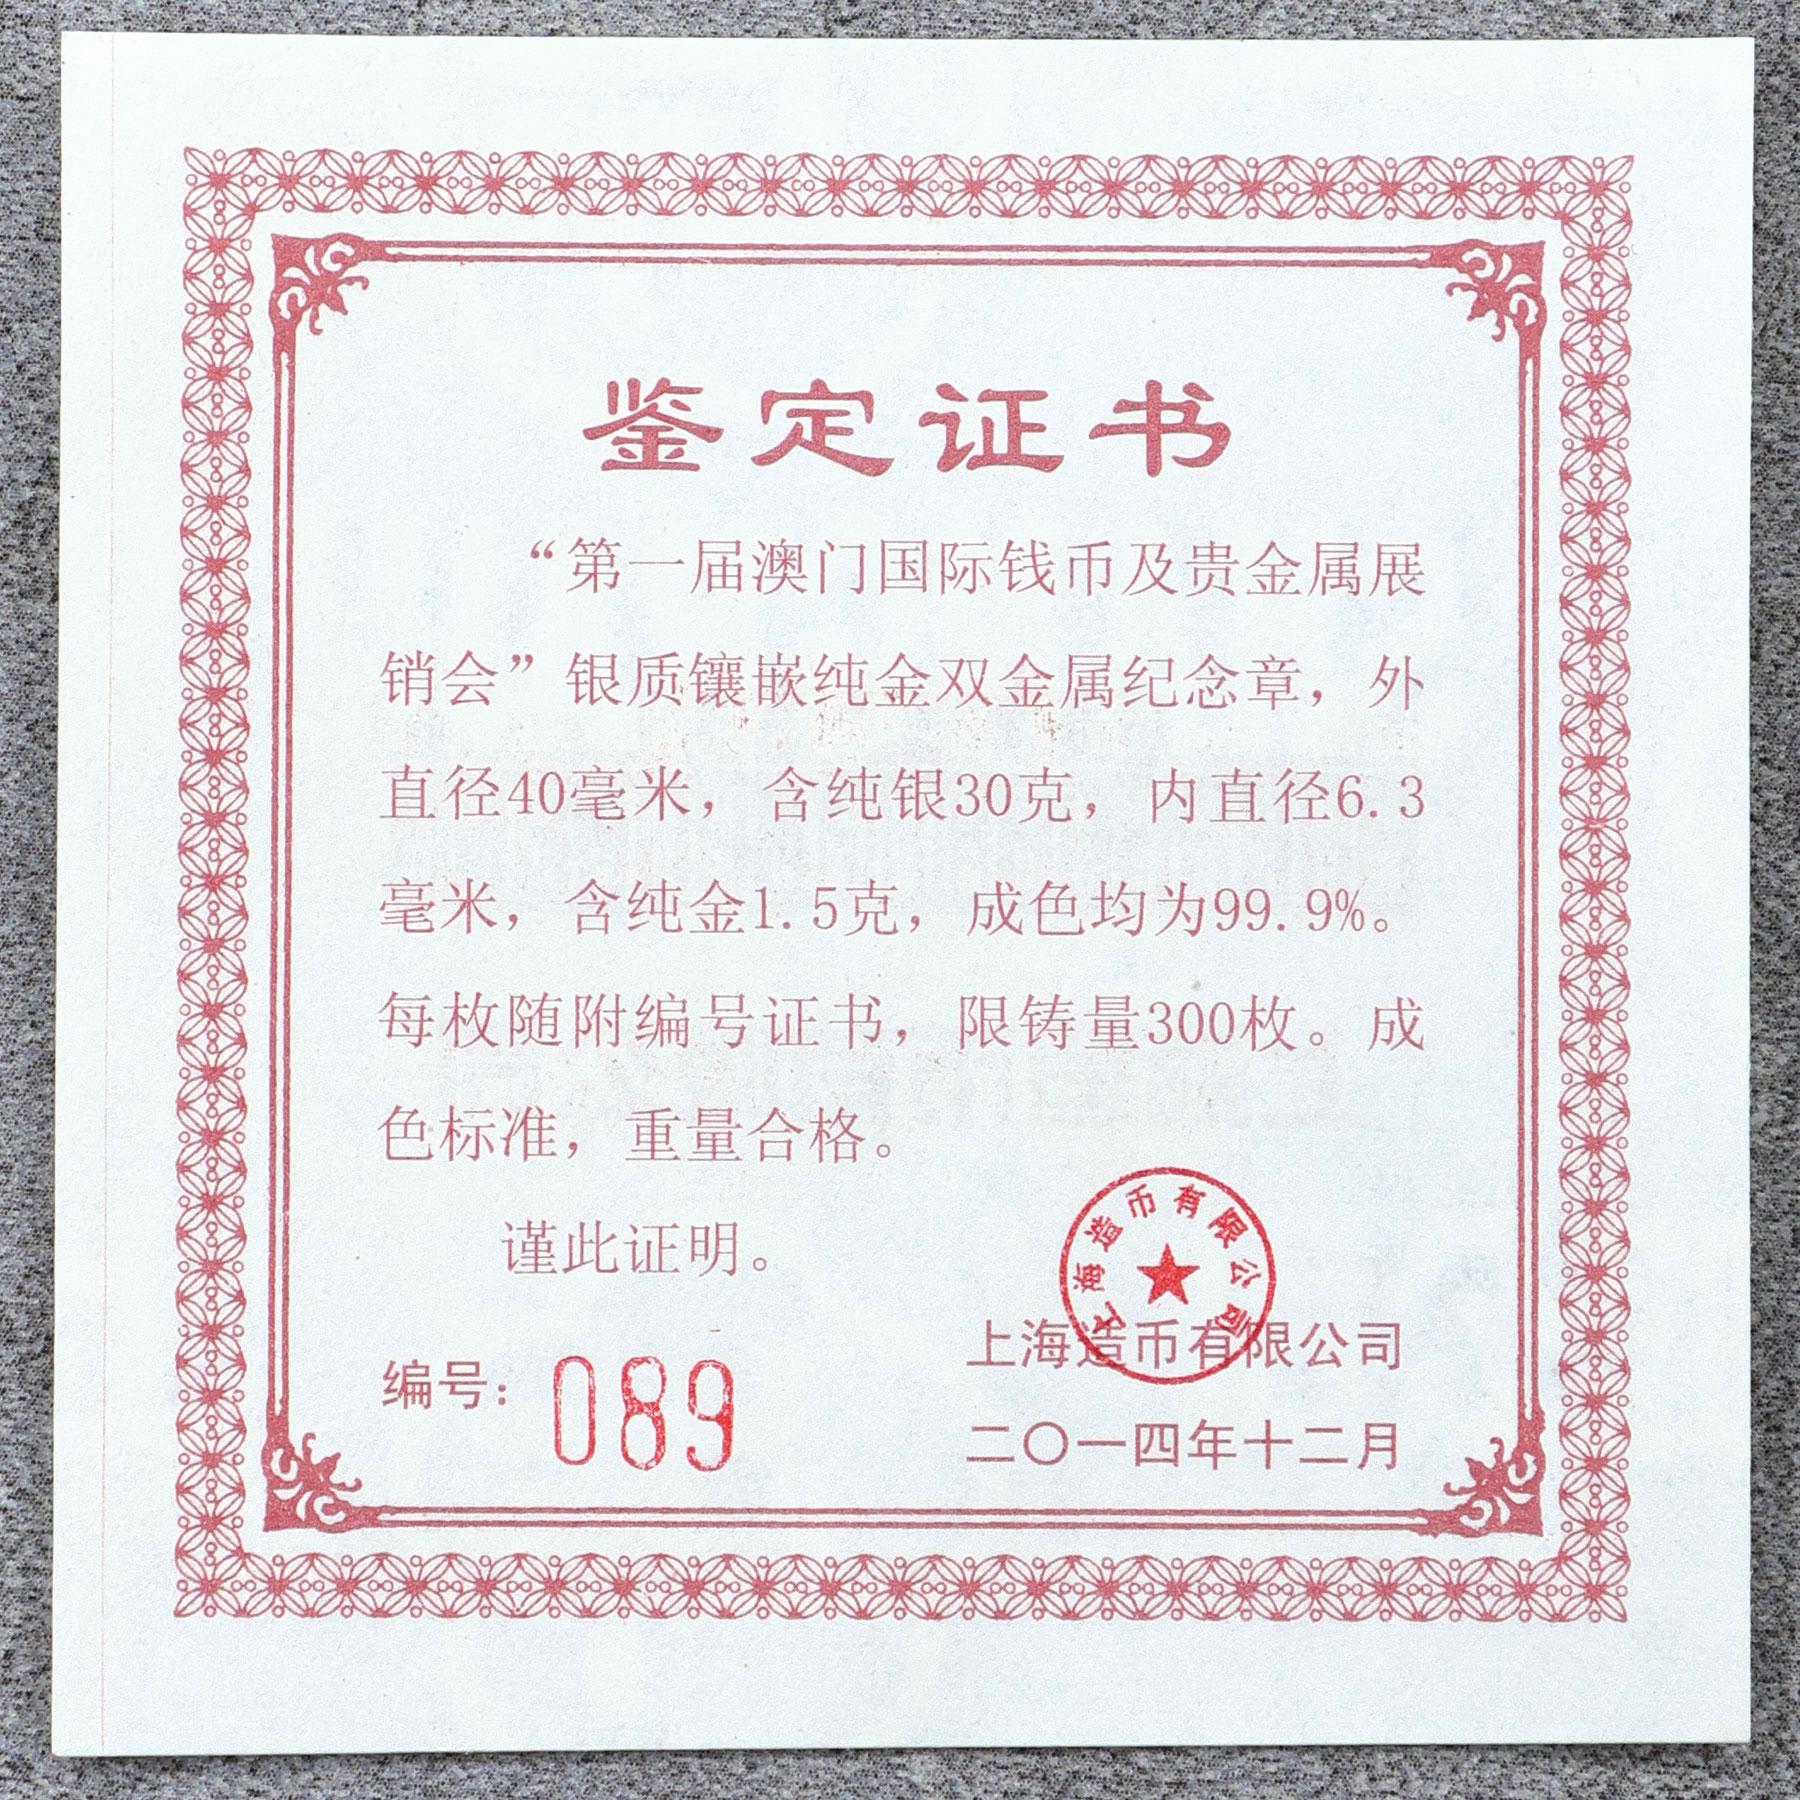 鉴定证书
“第一届澳门国际钱币及贵金属展
销会”银质镶嵌纯金双金属纪念章，外
直径40毫米，含纯银30克，内直径6.3
毫米，含纯金1.5克，成色均为99.9%。
每枚随附编号证书，限铸量300枚。成
色标准，重量合格。
谨此证明。
上海造币有限公司
上海造币有限公司
编号：089
二〇一四年十二月